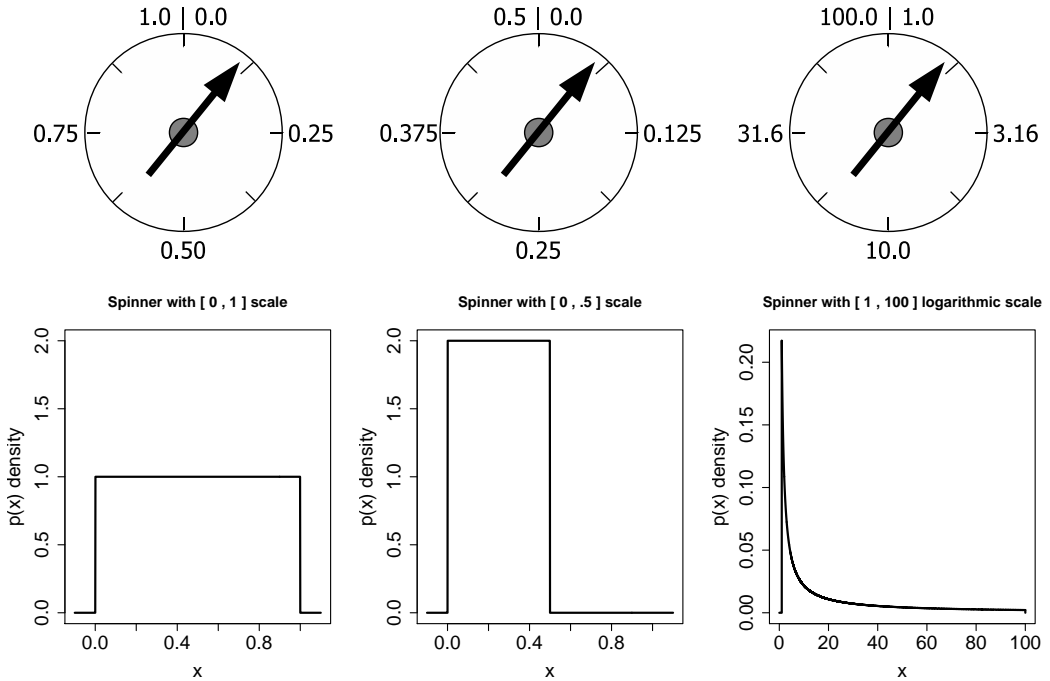 1.0 | 0.0
0.75
0.25
0.50
0.5 | 0.0
0.375
0.125
0.25
100.0 | 1.0
31.6
3.16
10.0
Spinner with [ 0 , 1 ] scale
p(x) density
2.0
1.5
1.0
0.5
0.0
0.0 0.4 0.8
x
Spinner with [ 0 , .5 ] scale
p(x) density
2.0
1.5
1.0
0.5
0.0
0.0 0.4 0.8
x
Spinner with [ 1 , 100 ] logarithmic scale
p(x) density
0.20
0.15
0.10
0.05
0.00
0 20 40 60 80 100
x